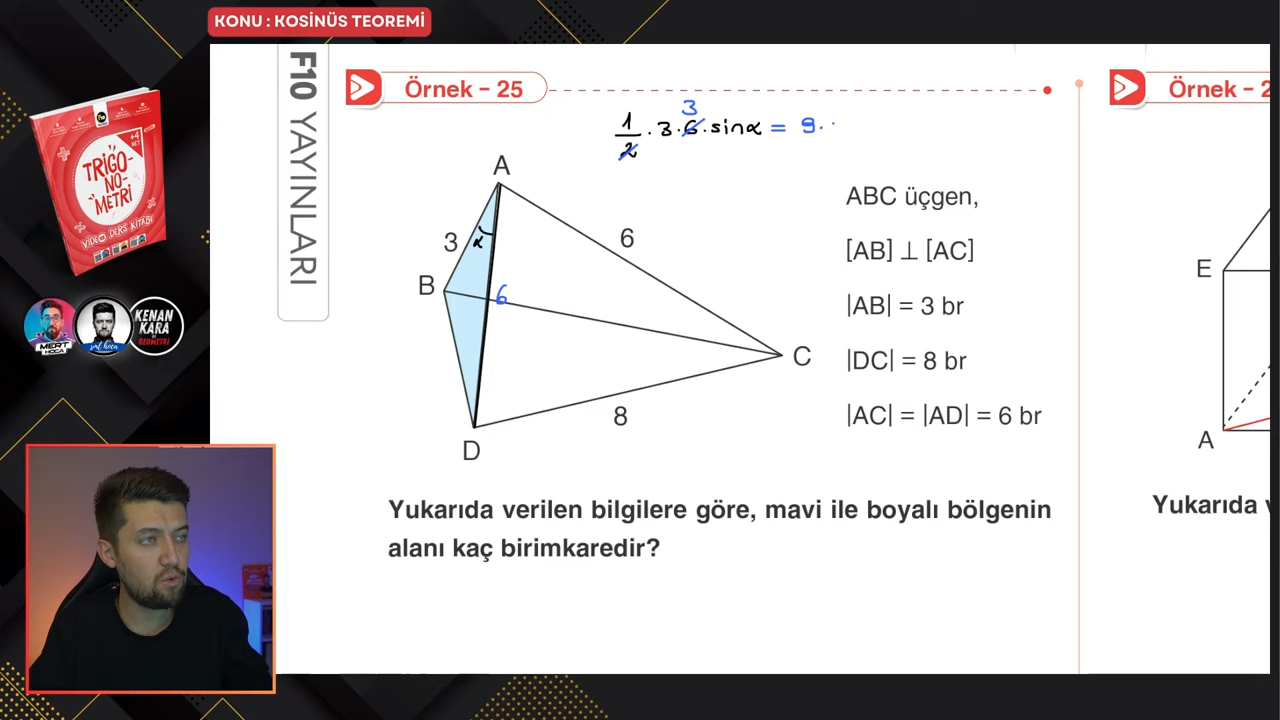 KONU : KOSİNÜS TEOREMİ
F10 YAYINLARI
Örnek – 25
1/2 · 3 · 6 · sinα = 9 ·
3
A
3
α
6
B
6
C
8
D
ABC üçgen,
[AB] ⊥ [AC]
|AB| = 3 br
|DC| = 8 br
|AC| = |AD| = 6 br
Yukarıda verilen bilgilere göre, mavi ile boyalı bölgenin
alanı kaç birimkaredir?
Örnek – 2
E
A
Yukarıda v
+4 NET
TRİGO-
NO-
METRİ
VİDEO DERS KİTABI
MERT
HOCA
KENAN
KARA
GEOMETRİ